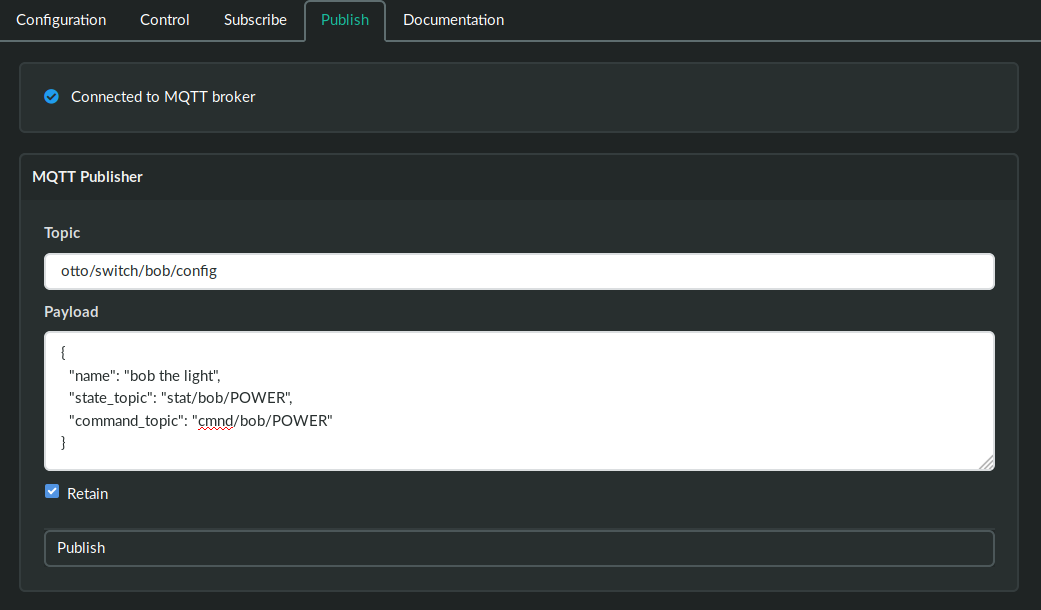 Configuration Control Subscribe Publish Documentation
Connected to MQTT broker
MQTT Publisher
Topic
otto/switch/bob/config
Payload
{
"name": "bob the light",
"state_topic": "stat/bob/POWER",
"command_topic": "cmnd/bob/POWER"
}
Retain
Publish